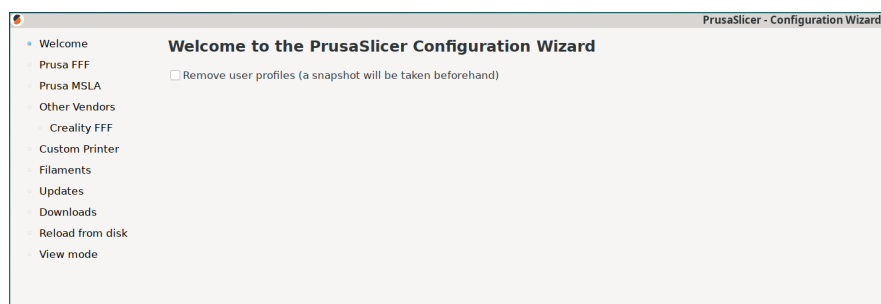 PrusaSlicer - Configuration Wizard
Welcome
Prusa FFF
Prusa MSLA
Other Vendors
Creality FFF
Custom Printer
Filaments
Updates
Downloads
Reload from disk
View mode
Welcome to the PrusaSlicer Configuration Wizard
Remove user profiles (a snapshot will be taken beforehand)